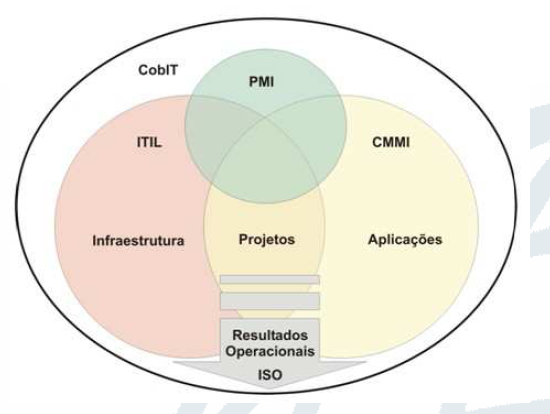 CobIT
PMI
ITIL
CMMI
Infraestrutura
Projetos
Aplicações
Resultados
Operacionais
ISO